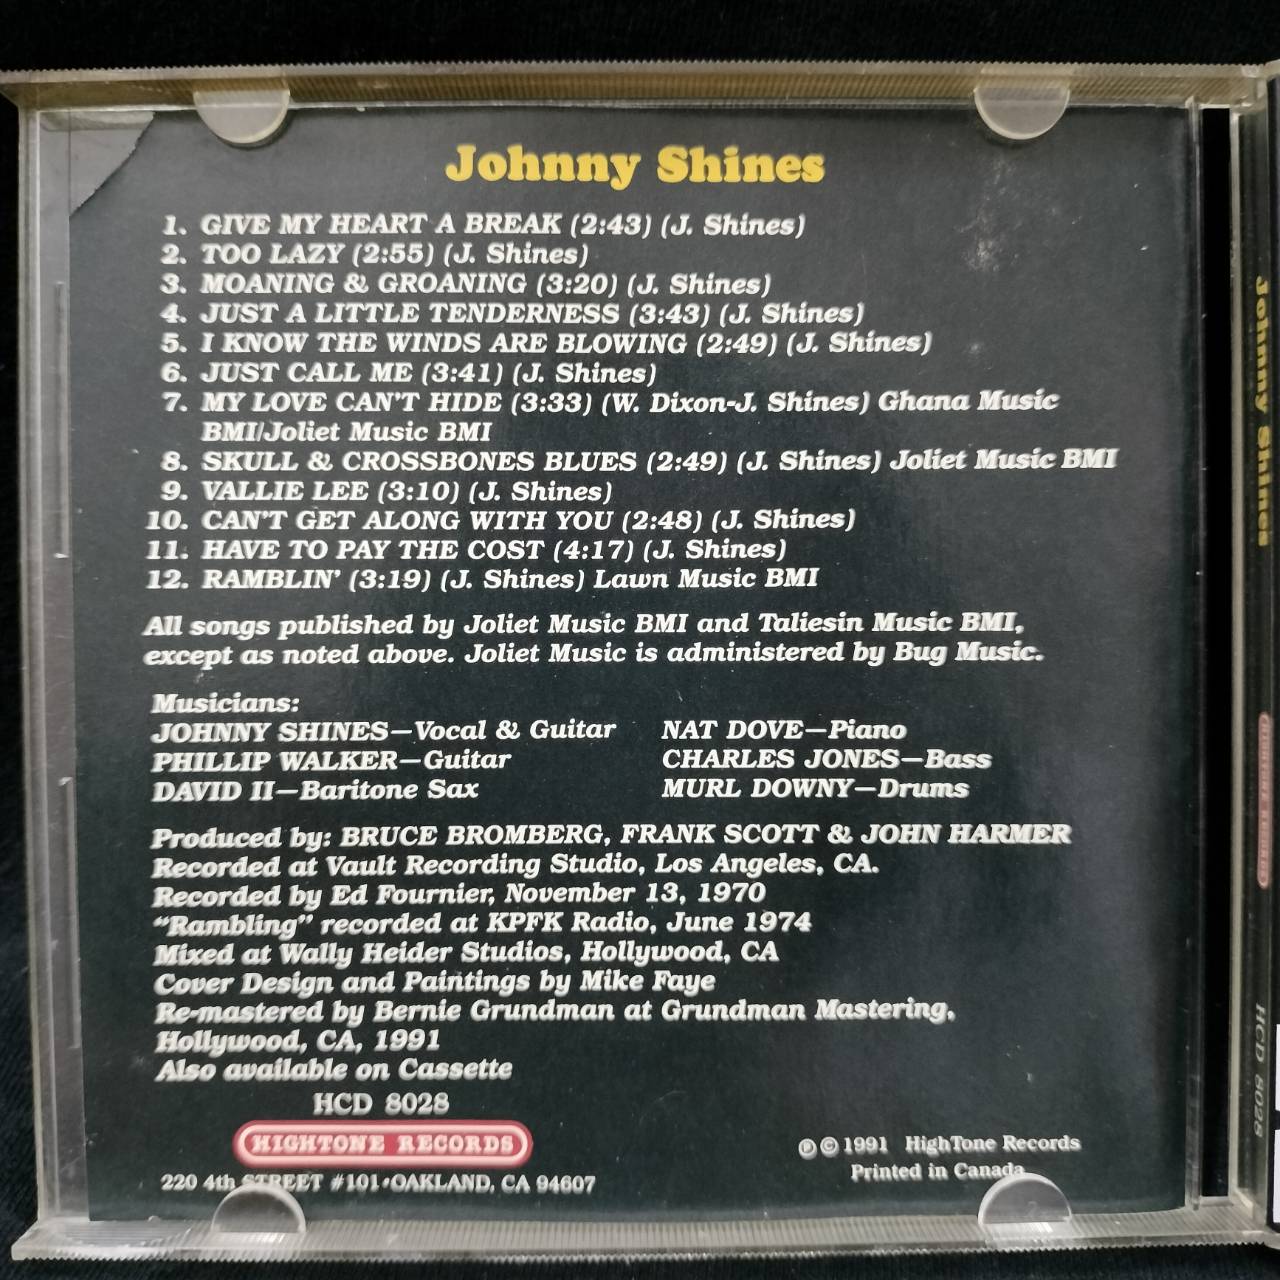 Johnny Shines
1. GIVE MY HEART A BREAK (2:43) (J. Shines)
2. TOO LAZY (2:55) (J. Shines)
3. MOANING & GROANING (3:20) (J. Shines)
4. JUST A LITTLE TENDERNESS (3:43) (J. Shines)
5. I KNOW THE WINDS ARE BLOWING (2:49) (J. Shines)
6. JUST CALL ME (3:41) (J. Shines)
7. MY LOVE CAN'T HIDE (3:33) (W. Dixon-J. Shines) Ghana Music
BMI/Joliet Music BMI
8. SKULL & CROSSBONES BLUES (2:49) (J. Shines) Joliet Music BMI
9. VALLIE LEE (3:10) (J. Shines)
10. CAN'T GET ALONG WITH YOU (2:48) (J. Shines)
11. HAVE TO PAY THE COST (4:17) (J. Shines)
12. RAMBLIN' (3:19) (J. Shines) Lawn Music BMI
All songs published by Joliet Music BMI and Taliesin Music BMI,
except as noted above. Joliet Music is administered by Bug Music.
Musicians:
JOHNNY SHINES—Vocal & Guitar NAT DOVE—Piano
PHILLIP WALKER—Guitar CHARLES JONES—Bass
DAVID II—Baritone Sax MURL DOWNY—Drums
Produced by: BRUCE BROMBERG, FRANK SCOTT & JOHN HARMER
Recorded at Vault Recording Studio, Los Angeles, CA.
Recorded by Ed Fournier, November 13, 1970
"Rambling" recorded at KPFK Radio, June 1974
Mixed at Wally Heider Studios, Hollywood, CA
Cover Design and Paintings by Mike Faye
Re-mastered by Bernie Grundman at Grundman Mastering,
Hollywood, CA, 1991
Also available on Cassette
HCD 8028
HIGHTONE RECORDS
220 4th STREET #101•OAKLAND, CA 94607
℗ © 1991 HighTone Records
Printed in Canada
Johnny Shines
HIGHTONE RECORDS
HCD 8028